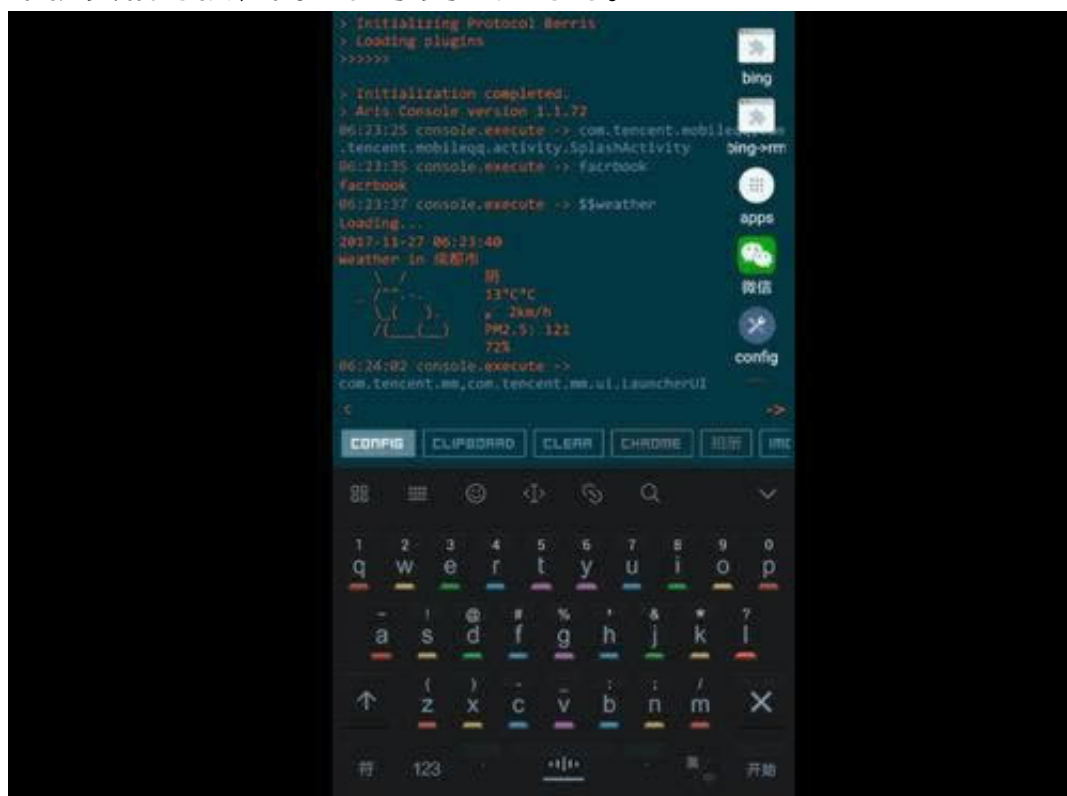 > Initializing Protocol Berris
> Loading plugins
>>>>>>
> Initialization completed.
> Aris Console version 1.1.72
06:23:25 console.execute -> com.tencent.mobileqq,com
.tencent.mobileqq.activity.SplashActivity
06:23:35 console.execute -> facrbook
facrbook
06:23:37 console.execute -> $$weather
Loading...
2017-11-27 06:23:40
weather in 成都市
阴
13°C°C
2km/h
PM2.5: 121
72%
06:24:02 console.execute ->
com.tencent.mm,com.tencent.mm.ui.LauncherUI
< ->
bing
bing->rm
apps
微信
config
CONFIG CLIPBOARD CLEAR CHROME 相册
1 2 3 4 5 6 7 8 9 0
q w e r t y u i o p
- ! @ # % ' & * ?
a s d f g h j k l
( ) - _ : ; /
z x c v b n m
符 123 开始